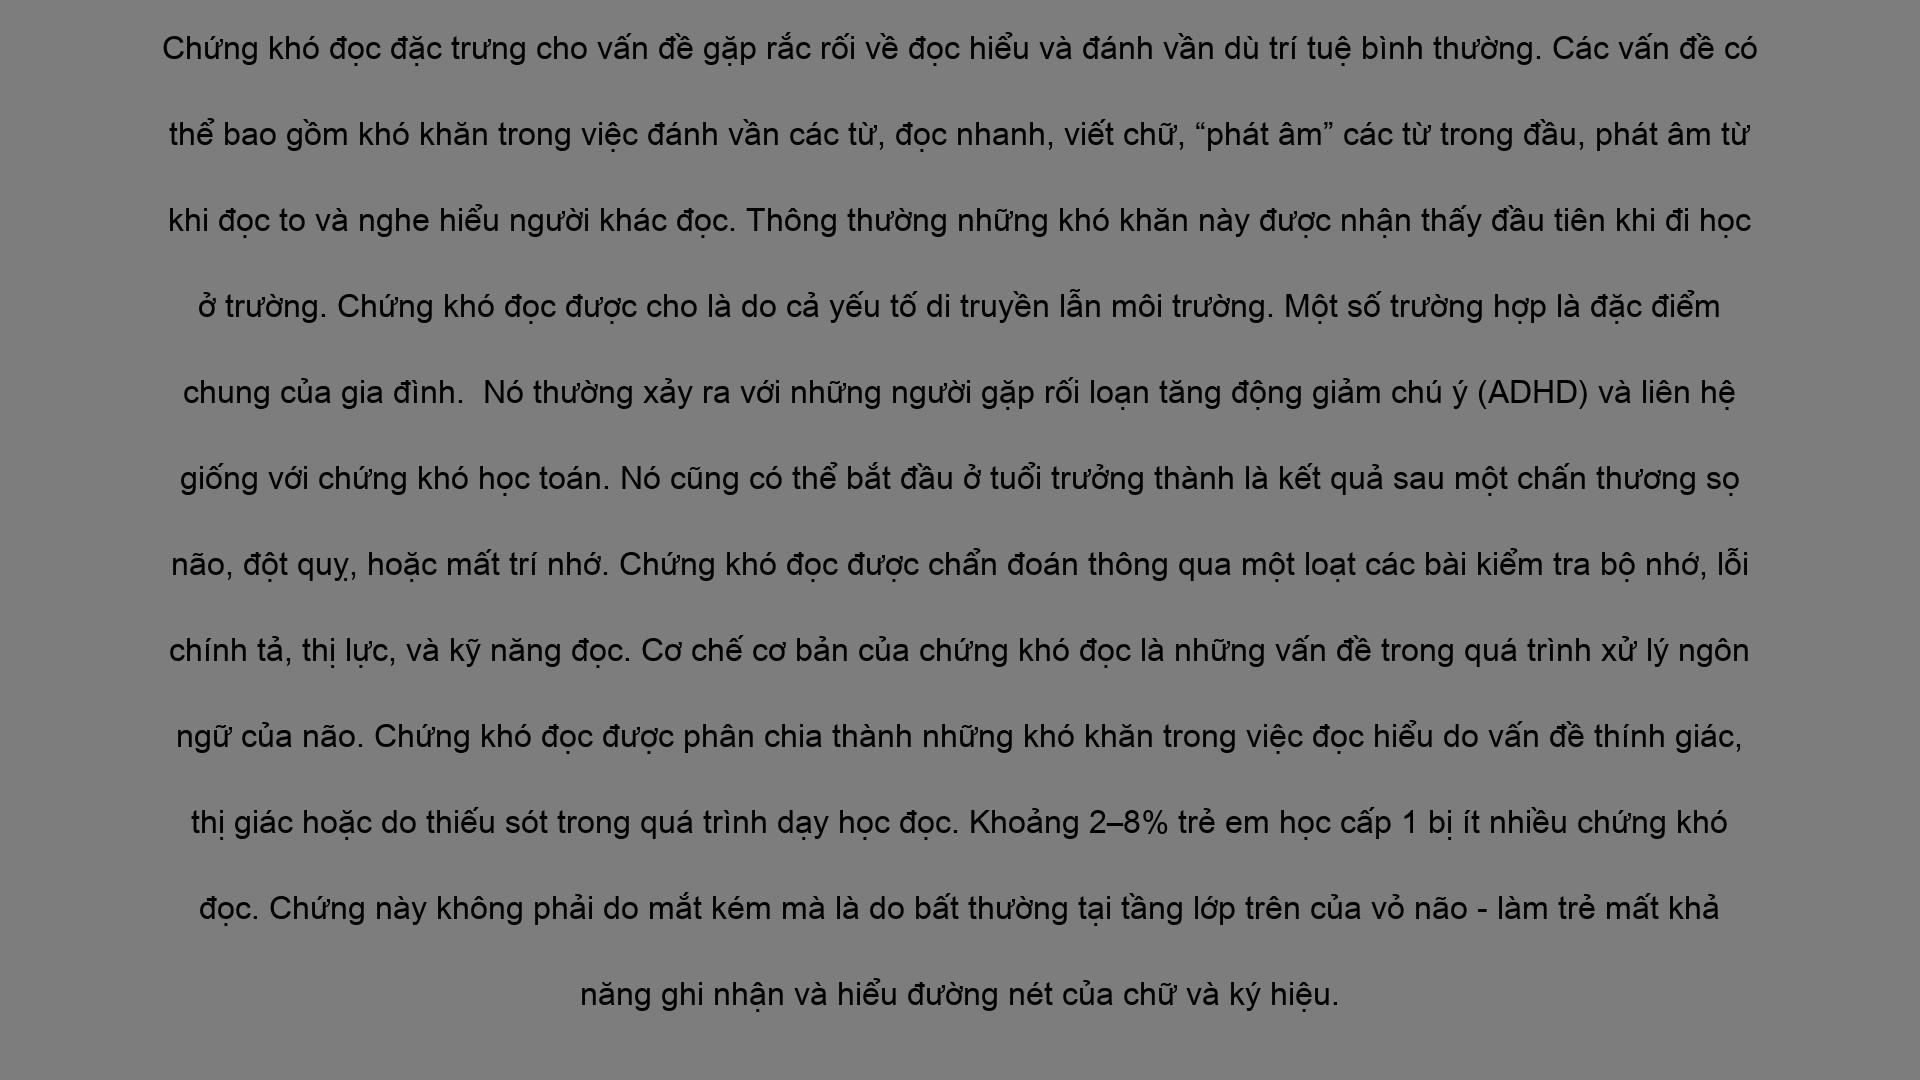 Chứng khó đọc đặc trưng cho vấn đề gặp rắc rối về đọc hiểu và đánh vần dù trí tuệ bình thường. Các vấn đề có
thể bao gồm khó khăn trong việc đánh vần các từ, đọc nhanh, viết chữ, “phát âm” các từ trong đầu, phát âm từ
khi đọc to và nghe hiểu người khác đọc. Thông thường những khó khăn này được nhận thấy đầu tiên khi đi học
ở trường. Chứng khó đọc được cho là do cả yếu tố di truyền lẫn môi trường. Một số trường hợp là đặc điểm
chung của gia đình.  Nó thường xảy ra với những người gặp rối loạn tăng động giảm chú ý (ADHD) và liên hệ
giống với chứng khó học toán. Nó cũng có thể bắt đầu ở tuổi trưởng thành là kết quả sau một chấn thương sọ
não, đột quỵ, hoặc mất trí nhớ. Chứng khó đọc được chẩn đoán thông qua một loạt các bài kiểm tra bộ nhớ, lỗi
chính tả, thị lực, và kỹ năng đọc. Cơ chế cơ bản của chứng khó đọc là những vấn đề trong quá trình xử lý ngôn
ngữ của não. Chứng khó đọc được phân chia thành những khó khăn trong việc đọc hiểu do vấn đề thính giác,
thị giác hoặc do thiếu sót trong quá trình dạy học đọc. Khoảng 2–8% trẻ em học cấp 1 bị ít nhiều chứng khó
đọc. Chứng này không phải do mắt kém mà là do bất thường tại tầng lớp trên của vỏ não - làm trẻ mất khả
năng ghi nhận và hiểu đường nét của chữ và ký hiệu.